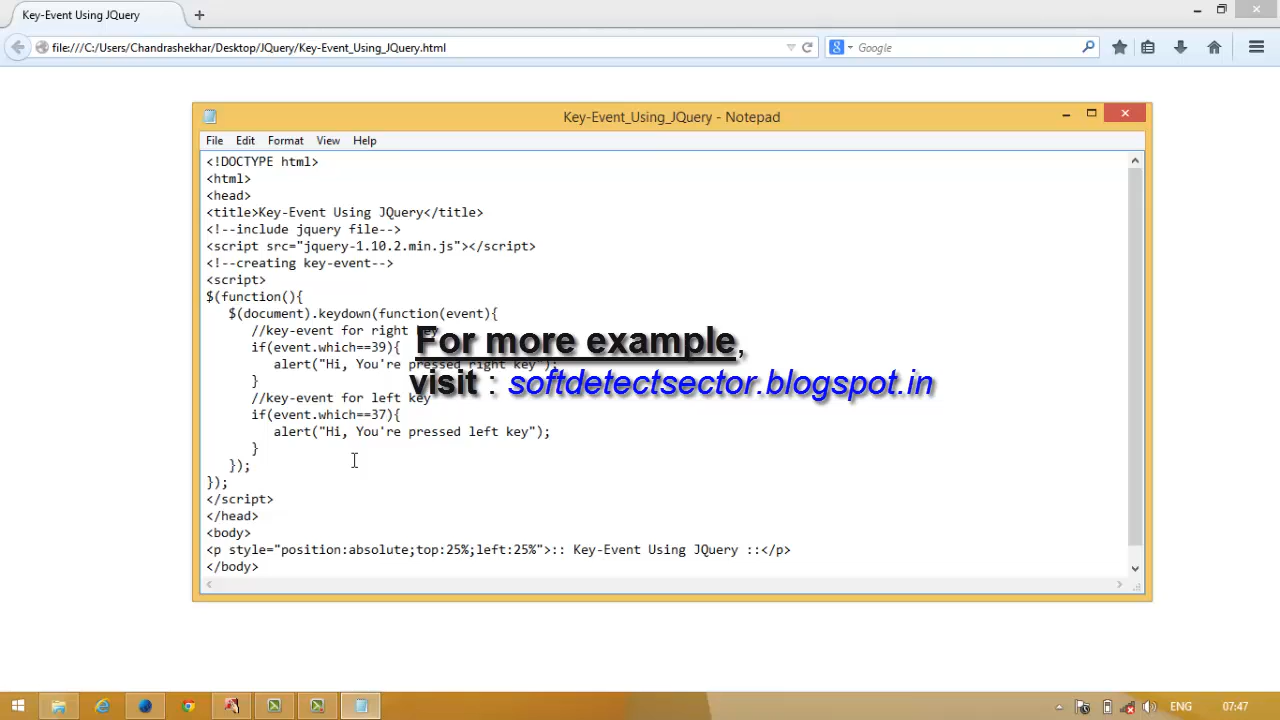 Key-Event Using JQuery
file:///C:/Users/Chandrashekhar/Desktop/JQuery/Key-Event_Using_JQuery.html
Google
Key-Event_Using_JQuery - Notepad
File Edit Format View Help
<!DOCTYPE html>
<html>
<head>
<title>Key-Event Using JQuery</title>
<!--include jquery file-->
<script src="jquery-1.10.2.min.js"></script>
<!--creating key-event-->
<script>
$(function(){
$(document).keydown(function(event){
//key-event for right key
if(event.which==39){
alert("Hi, You're pressed right key");
}
//key-event for left key
if(event.which==37){
alert("Hi, You're pressed left key");
}
});
});
</script>
</head>
<body>
<p style="position:absolute;top:25%;left:25%">:: Key-Event Using JQuery ::</p>
</body>
For more example,
visit : softdetectsector.blogspot.in
ENG 07:47